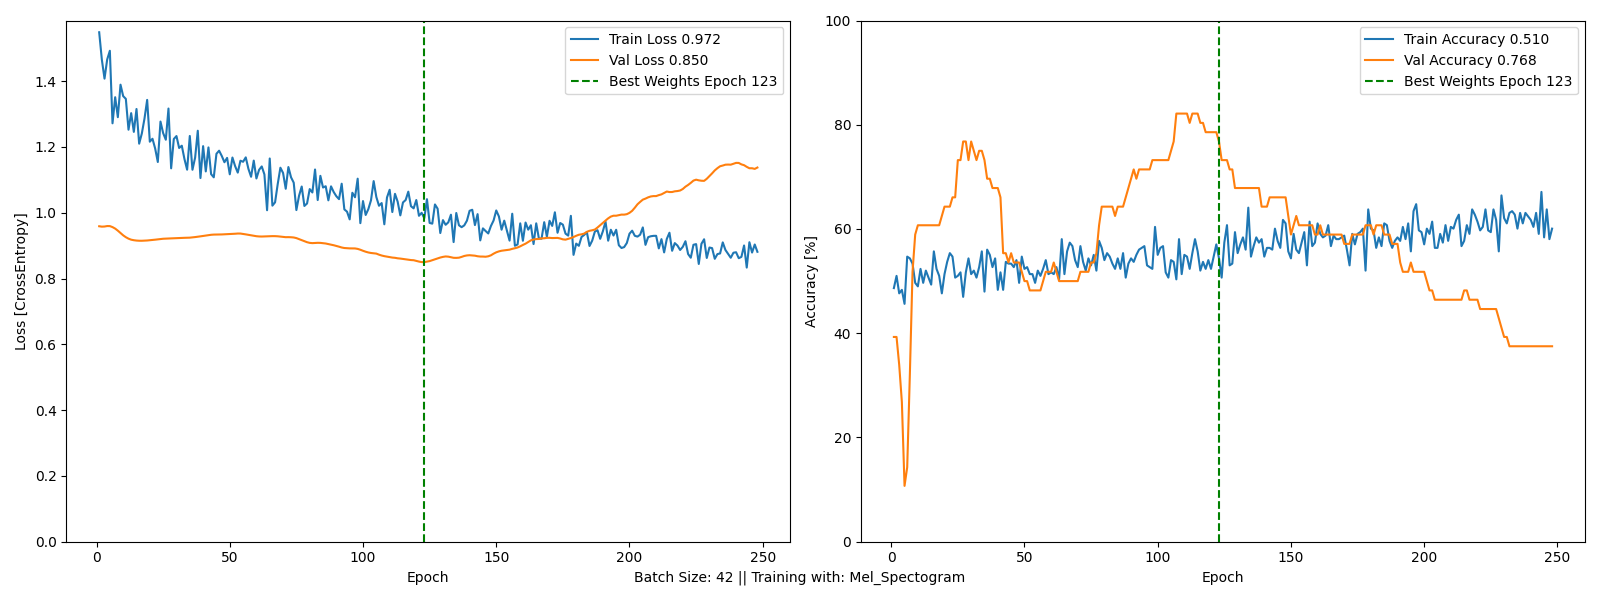 Train Loss 0.972
Val Loss 0.850
Best Weights Epoch 123
1.4
1.2
1.0
0.8
0.6
0.4
0.2
0.0
Loss [CrossEntropy]
0 50 100 150 200 250
Epoch
Train Accuracy 0.510
Val Accuracy 0.768
Best Weights Epoch 123
100
80
60
40
20
0
Accuracy [%]
0 50 100 150 200 250
Epoch
Batch Size: 42 || Training with: Mel_Spectogram